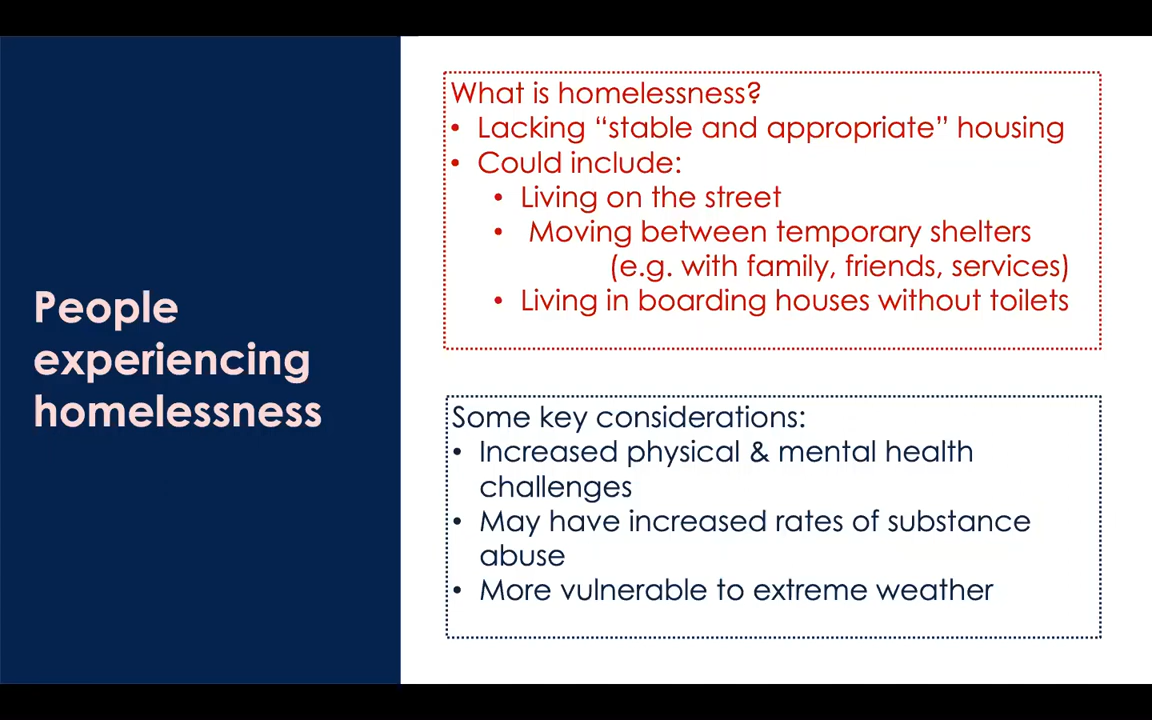 People
experiencing
homelessness
What is homelessness?
• Lacking “stable and appropriate” housing
• Could include:
• Living on the street
• Moving between temporary shelters
(e.g. with family, friends, services)
• Living in boarding houses without toilets
Some key considerations:
• Increased physical & mental health
challenges
• May have increased rates of substance
abuse
• More vulnerable to extreme weather